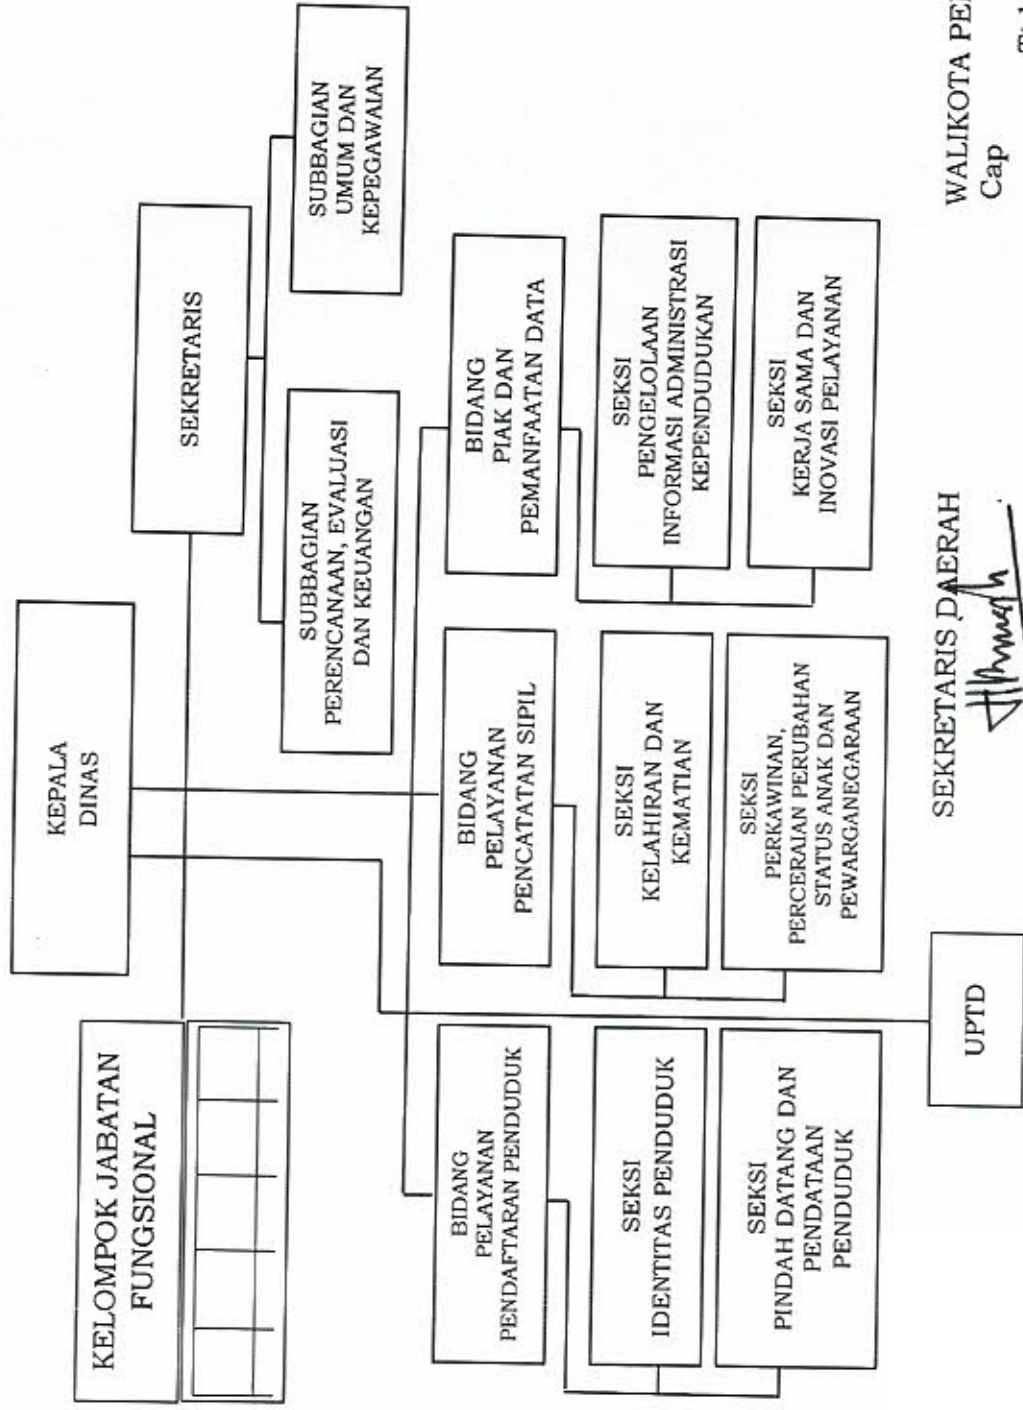 KEPALA
DINAS
KELOMPOK JABATAN
FUNGSIONAL
SEKRETARIS
SUBBAGIAN
PERENCANAAN, EVALUASI
DAN KEUANGAN
SUBBAGIAN
UMUM DAN
KEPEGAWAIAN
BIDANG
PELAYANAN
PENDAFTARAN PENDUDUK
BIDANG
PELAYANAN
PENCATATAN SIPIL
BIDANG
PIAK DAN
PEMANFAATAN DATA
SEKSI
IDENTITAS PENDUDUK
SEKSI
KELAHIRAN DAN
KEMATIAN
SEKSI
PENGELOLAAN
INFORMASI ADMINISTRASI
KEPENDUDUKAN
SEKSI
PINDAH DATANG DAN
PENDATAAN
PENDUDUK
SEKSI
PERKAWINAN,
PERCERAIAN PERUBAHAN
STATUS ANAK DAN
PEWARGANEGARAAN
SEKSI
KERJA SAMA DAN
INOVASI PELAYANAN
UPTD
SEKRETARIS DAERAH
WALIKOTA
Cap